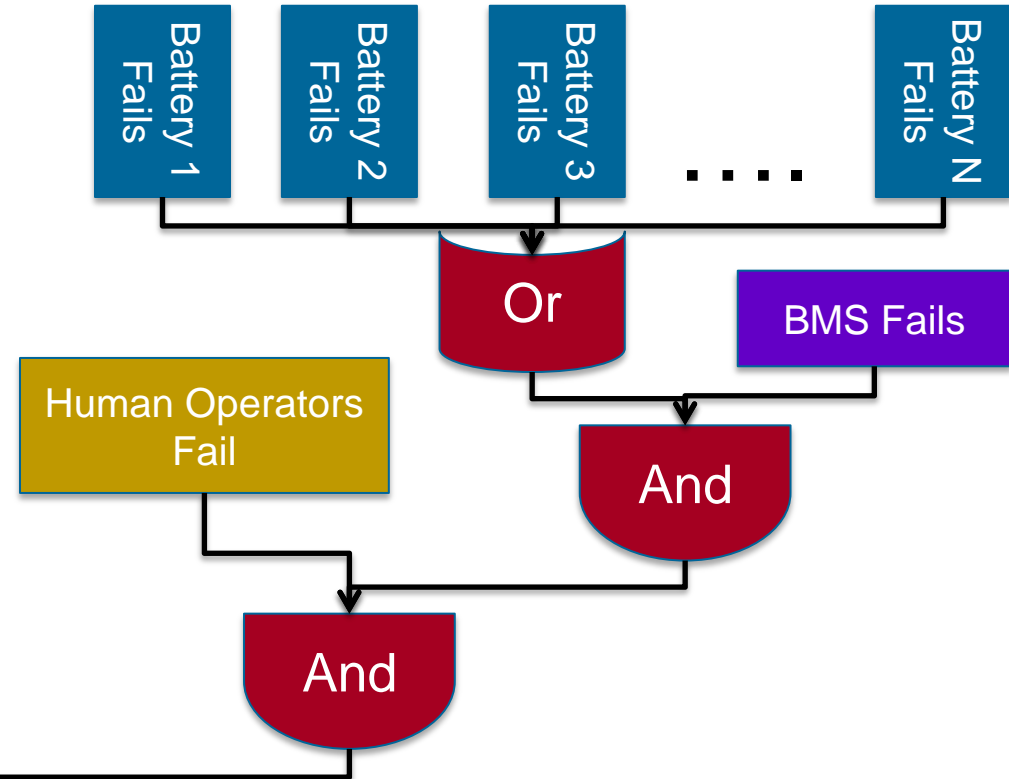 Battery 1
Fails
Battery 2
Fails
Battery 3
Fails
. . . .
Battery N
Fails
Or
BMS Fails
Human Operators
Fail
And
And